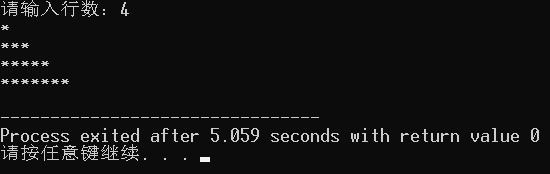 请输入行数：4
*
***
*****
*******
--------------------------------
Process exited after 5.059 seconds with return value 0
请按任意键继续. . .